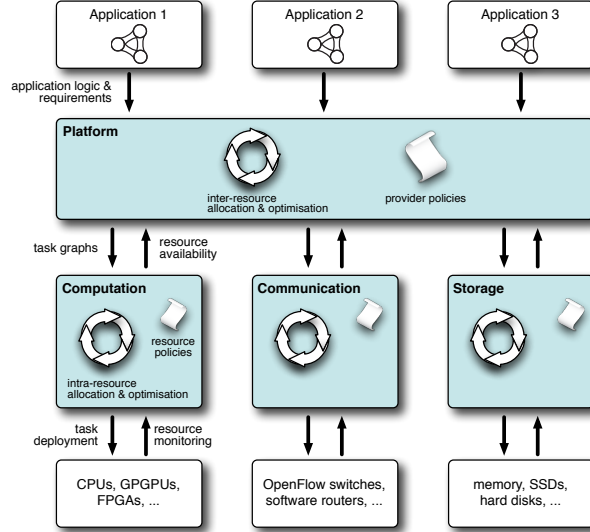 Application 1
Application 2
Application 3
application logic &
requirements
Platform
inter-resource
allocation & optimisation
provider policies
task graphs
resource
availability
Computation
Communication
Storage
resource
policies
intra-resource
allocation & optimisation
task
deployment
resource
monitoring
CPUs, GPGPUs,
FPGAs, ...
OpenFlow switches,
software routers, ...
memory, SSDs,
hard disks, ...